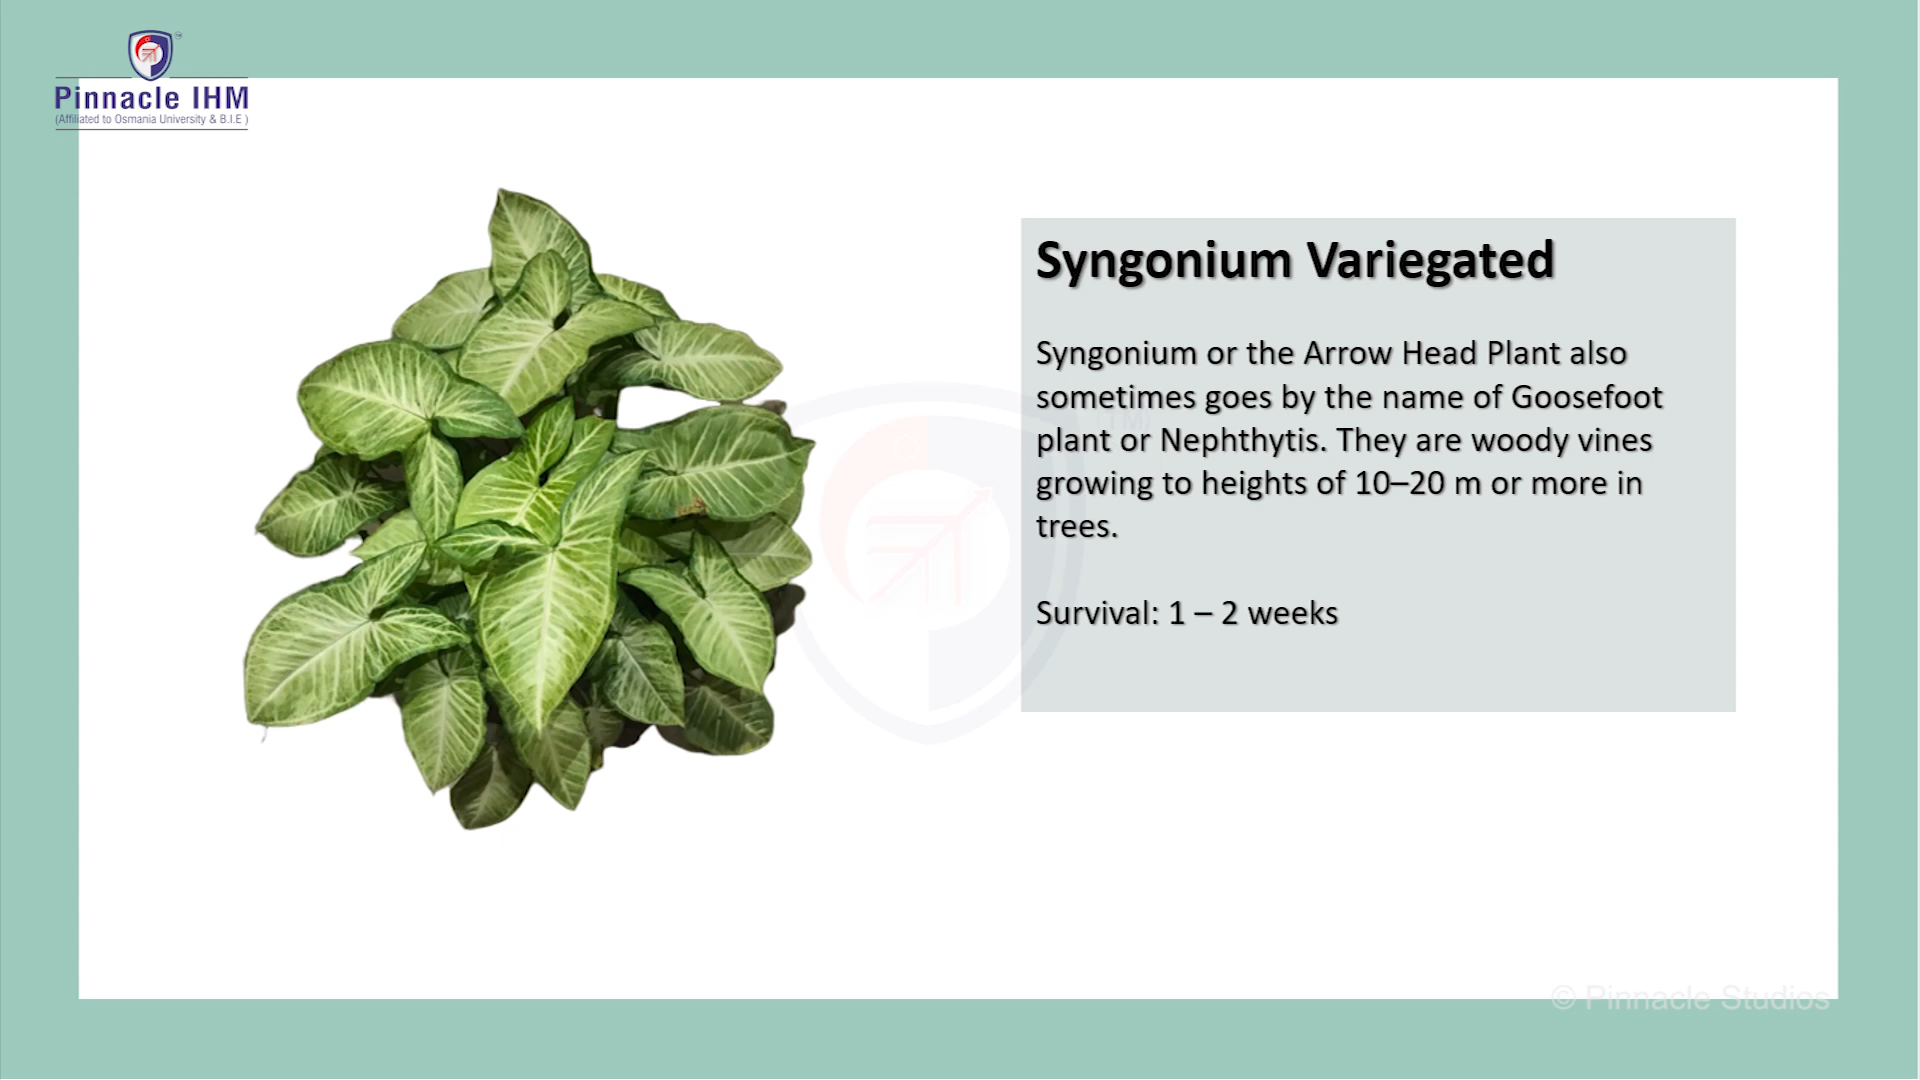 Pinnacle IHM
(Affiliated to Osmania University & B.I.E )
Syngonium Variegated
Syngonium or the Arrow Head Plant also
sometimes goes by the name of Goosefoot
plant or Nephthytis. They are woody vines
growing to heights of 10–20 m or more in
trees.
Survival: 1 – 2 weeks
(TM)
© Pinnacle Studios